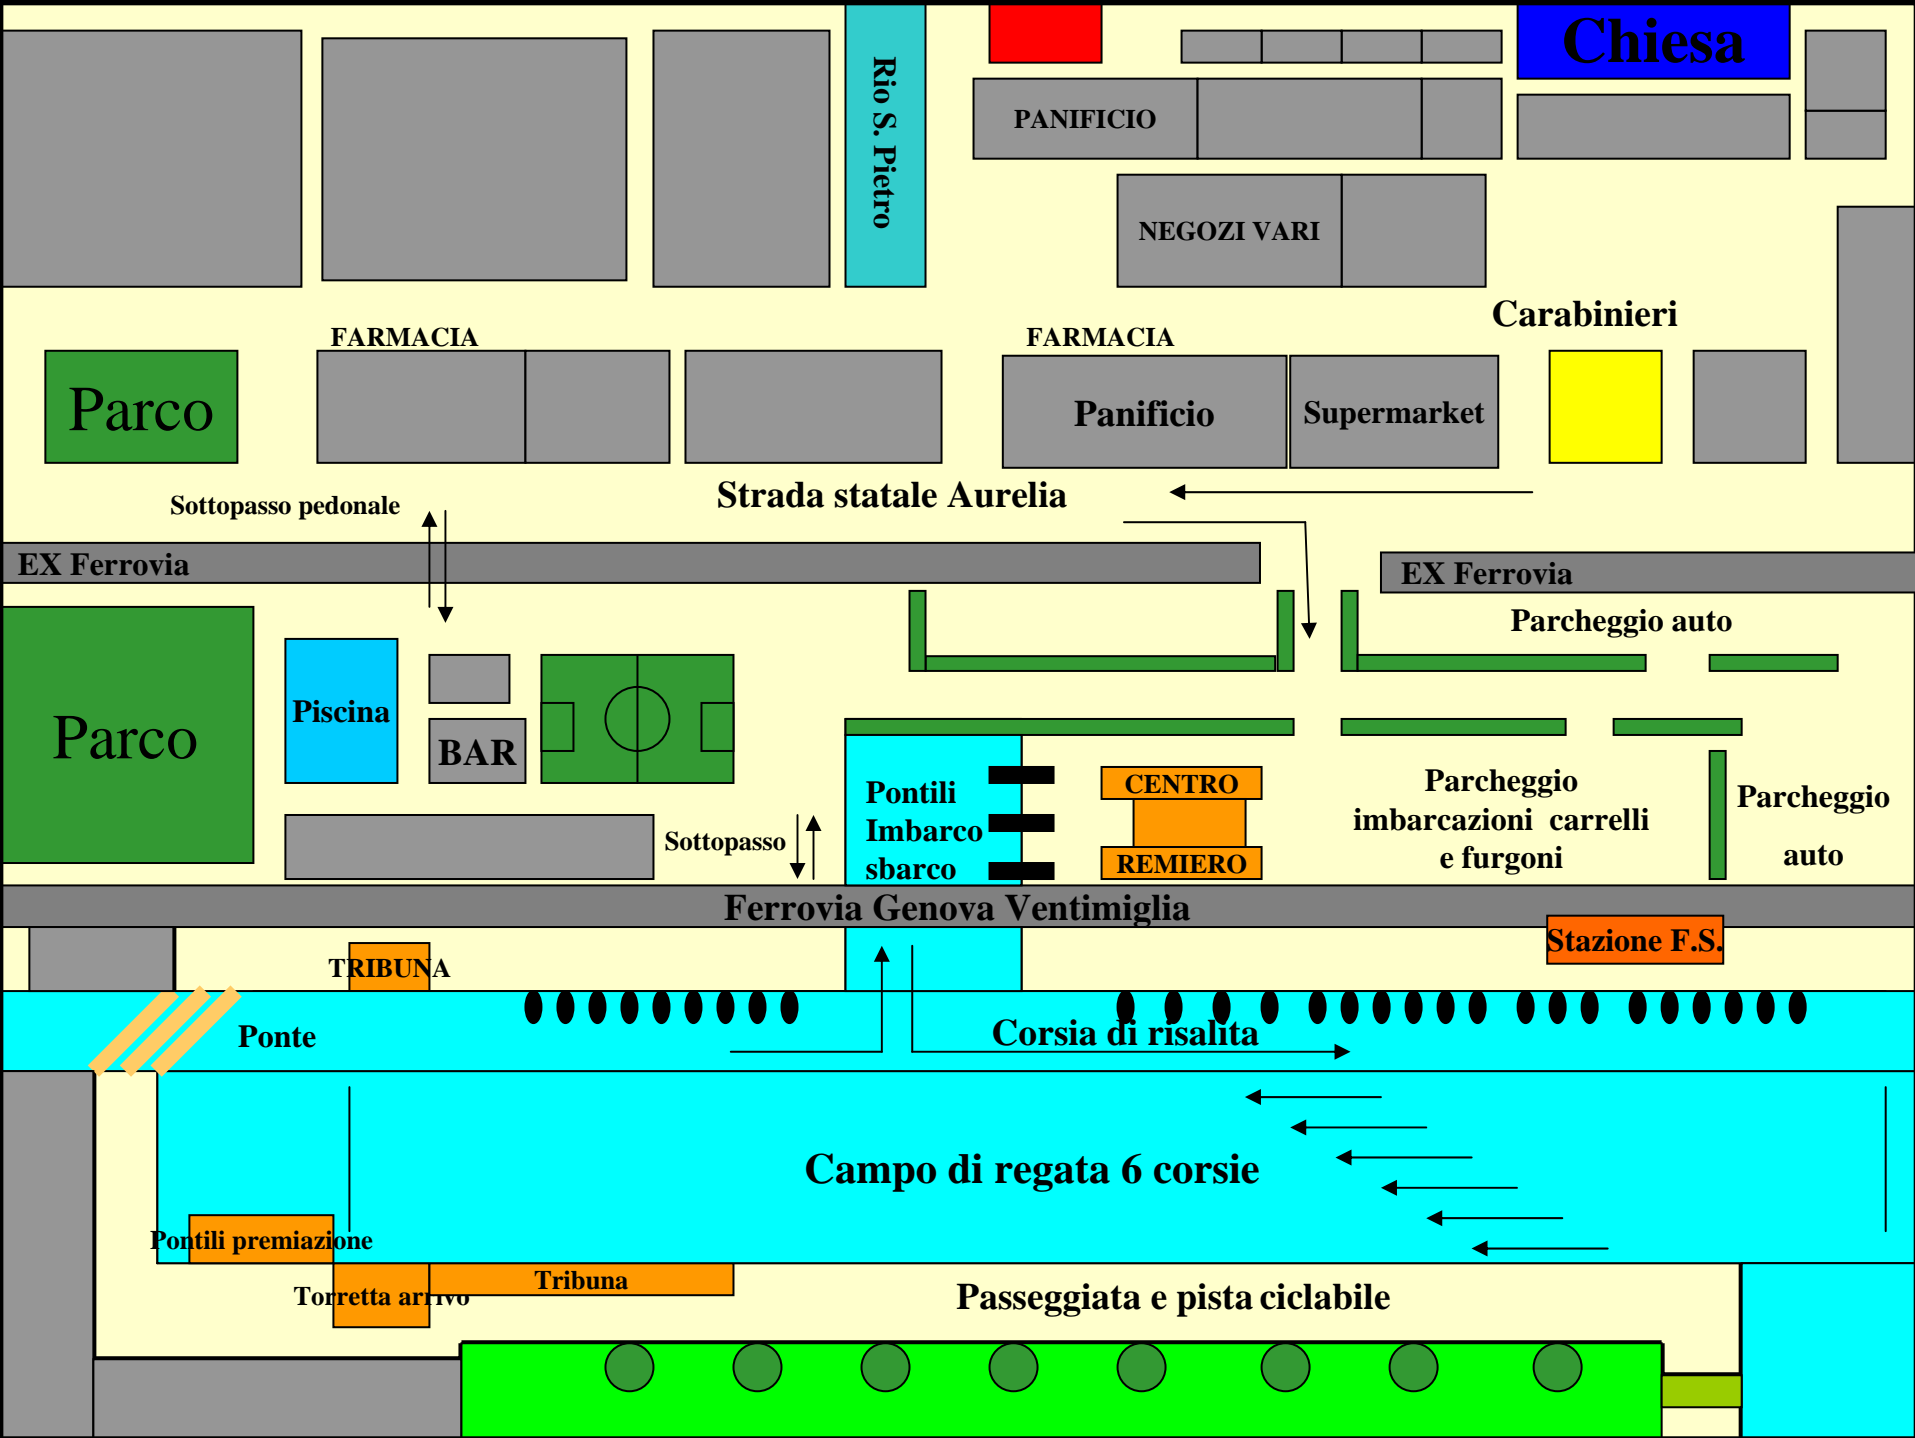 Chiesa
Rio S. Pietro
PANIFICIO
NEGOZI VARI
Carabinieri
FARMACIA
FARMACIA
Parco
Panificio
Supermarket
Sottopasso pedonale
Strada statale Aurelia
EX Ferrovia
EX Ferrovia
Parcheggio auto
Parco
Piscina
BAR
Pontili
Imbarco
sbarco
CENTRO
REMIERO
Parcheggio
imbarcazioni carrelli
e furgoni
Parcheggio
auto
Sottopasso
Ferrovia Genova Ventimiglia
Stazione F.S.
TRIBUNA
Ponte
Corsia di risalita
Campo di regata 6 corsie
Pontili premiazione
Torretta arrivo
Tribuna
Passeggiata e pista ciclabile